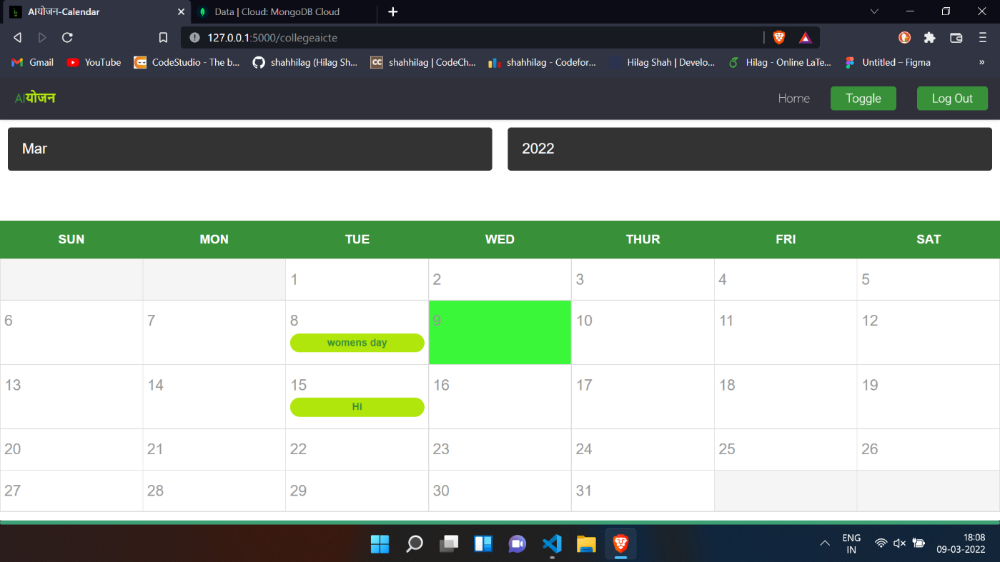 AIयोजन-Calendar
Data | Cloud: MongoDB Cloud
127.0.0.1:5000/collegeaicte
Gmail YouTube CodeStudio - The b... shahhilag (Hilag Sh... CC shahhilag | CodeCh... shahhilag - Codefor... Hilag Shah | Develo... Hilag - Online LaTe... Untitled – Figma »
AIयोजन Home Toggle Log Out
Mar 2022
SUN MON TUE WED THUR FRI SAT
1 2 3 4 5
6 7 8 9 10 11 12
womens day
13 14 15 16 17 18 19
Hi
20 21 22 23 24 25 26
27 28 29 30 31
ENG 18:08
IN 09-03-2022